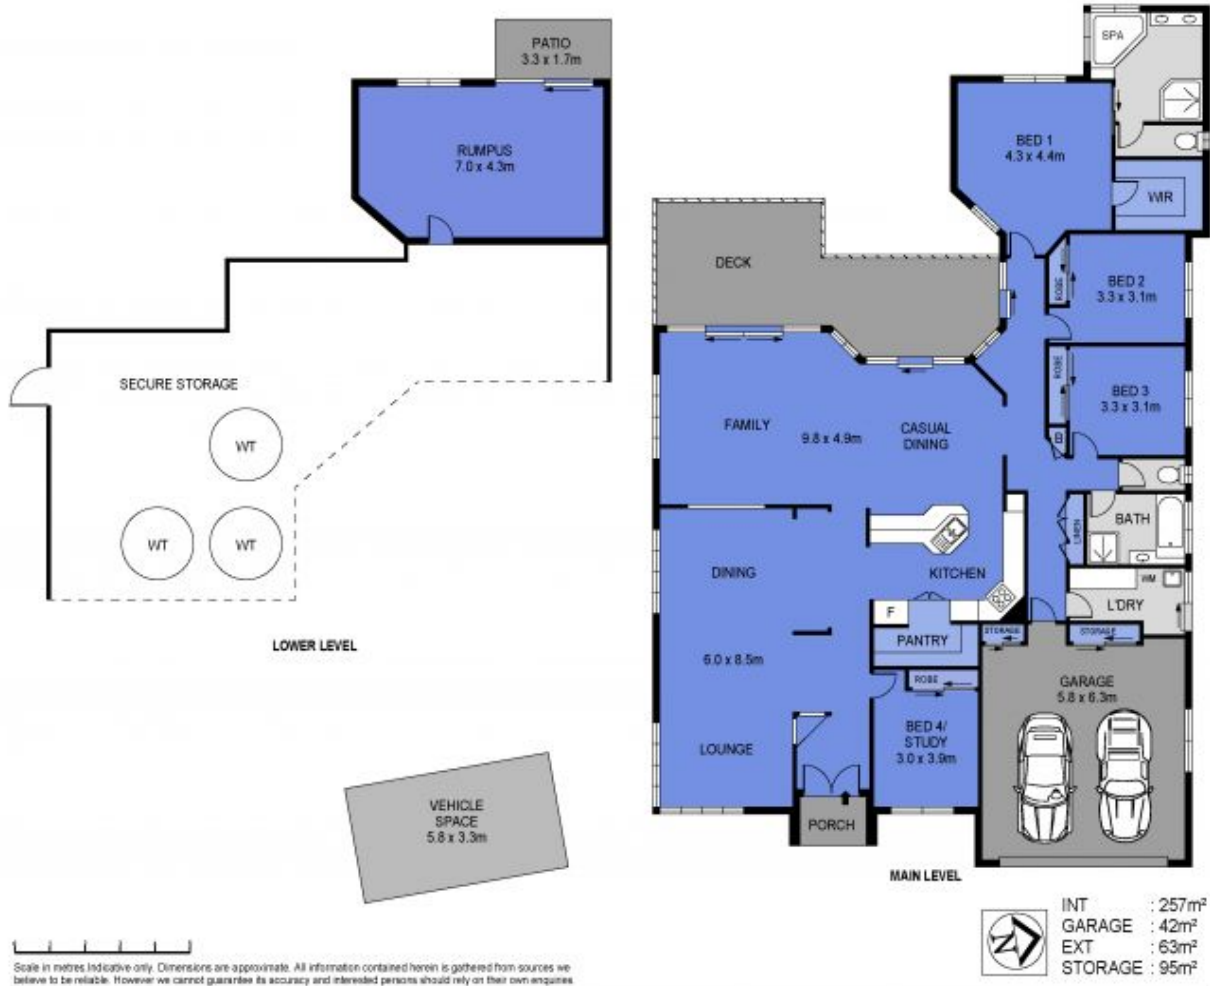 PATIO
3.3 x 1.7m
RUMPUS
7.0 x 4.3m
SECURE STORAGE
WT
WT
WT
LOWER LEVEL
VEHICLE
SPACE
5.8 x 3.3m
SPA
BED 1
4.3 x 4.4m
WIR
DECK
ROBE
BED 2
3.3 x 3.1m
ROBE
BED 3
3.3 x 3.1m
B
FAMILY
9.8 x 4.9m
CASUAL
DINING
BATH
LINEN
DINING
KITCHEN
WM
L'DRY
F
PANTRY
STORAGE
STORAGE
6.0 x 8.5m
ROBE
GARAGE
5.8 x 6.3m
LOUNGE
BED 4/
STUDY
3.0 x 3.9m
PORCH
MAIN LEVEL
N
INT : 257m²
GARAGE : 42m²
EXT : 63m²
STORAGE : 95m²
Scale in metres.Indicative only. Dimensions are approximate. All information contained herein is gathered from sources we
believe to be reliable. However we cannot guarantee its accuracy and interested persons should rely on their own enquiries